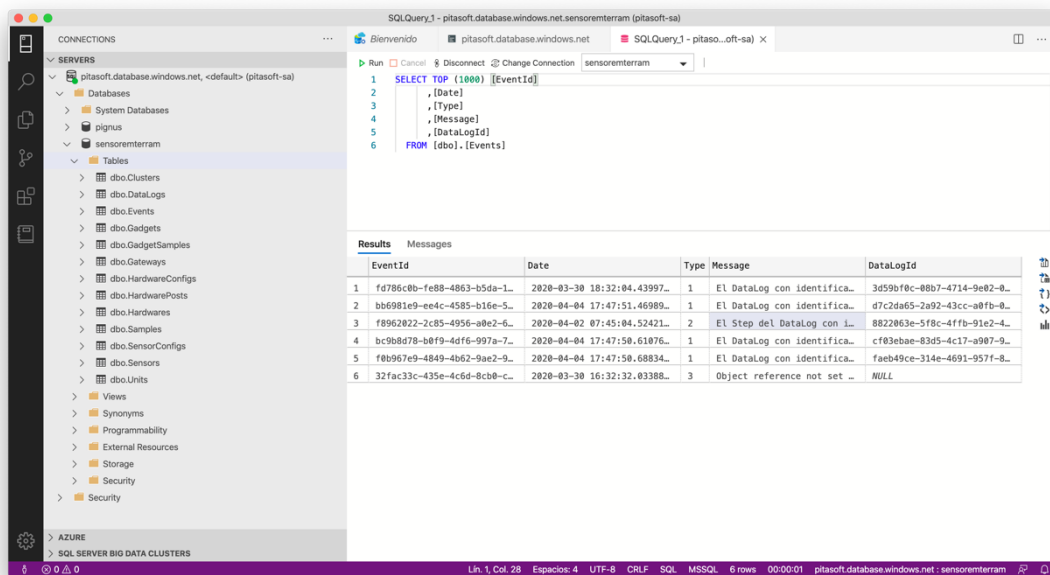 SQLQuery_1 - pitasoft.database.windows.net.sensoremterram (pitasoft-sa)
CONNECTIONS
SERVERS
pitasoft.database.windows.net, <default> (pitasoft-sa)
Databases
System Databases
pignus
sensoremterram
Tables
dbo.Clusters
dbo.DataLogs
dbo.Events
dbo.Gadgets
dbo.GadgetSamples
dbo.Gateways
dbo.HardwareConfigs
dbo.HardwarePosts
dbo.Hardwares
dbo.Samples
dbo.SensorConfigs
dbo.Sensors
dbo.Units
Views
Synonyms
Programmability
External Resources
Storage
Security
Security
AZURE
SQL SERVER BIG DATA CLUSTERS
Bienvenido pitasoft.database.windows.net SQLQuery_1 - pitaso...oft-sa)
Run Cancel Disconnect Change Connection sensoremterram
1 SELECT TOP (1000) [EventId]
2 ,[Date]
3 ,[Type]
4 ,[Message]
5 ,[DataLogId]
6 FROM [dbo].[Events]
Results Messages
EventId Date Type Message DataLogId
1 fd786c0b-fe88-4863-b5da-1… 2020-03-30 18:32:04.43997… 1 El DataLog con identifica… 3d59bf0c-08b7-4714-9e02-0…
2 bb6981e9-ee4c-4585-b16e-5… 2020-04-04 17:47:51.46989… 1 El DataLog con identifica… d7c2da65-2a92-43cc-a0fb-0…
3 f8962022-2c85-4956-a0e2-6… 2020-04-02 07:45:04.52421… 2 El Step del DataLog con i… 8822063e-5f8c-4ffb-91e2-4…
4 bc9b8d78-b0f9-4df6-997a-7… 2020-04-04 17:47:50.61076… 1 El DataLog con identifica… cf03ebae-83d5-4c17-a907-9…
5 f0b967e9-4849-4b62-9ae2-9… 2020-04-04 17:47:50.68834… 1 El DataLog con identifica… faeb49ce-314e-4691-957f-8…
6 32fac33c-435e-4c6d-8cb0-c… 2020-03-30 16:32:32.03388… 3 Object reference not set … NULL
0 0 Lín. 1, Col. 28 Espacios: 4 UTF-8 CRLF SQL MSSQL 6 rows 00:00:01 pitasoft.database.windows.net : sensoremterram